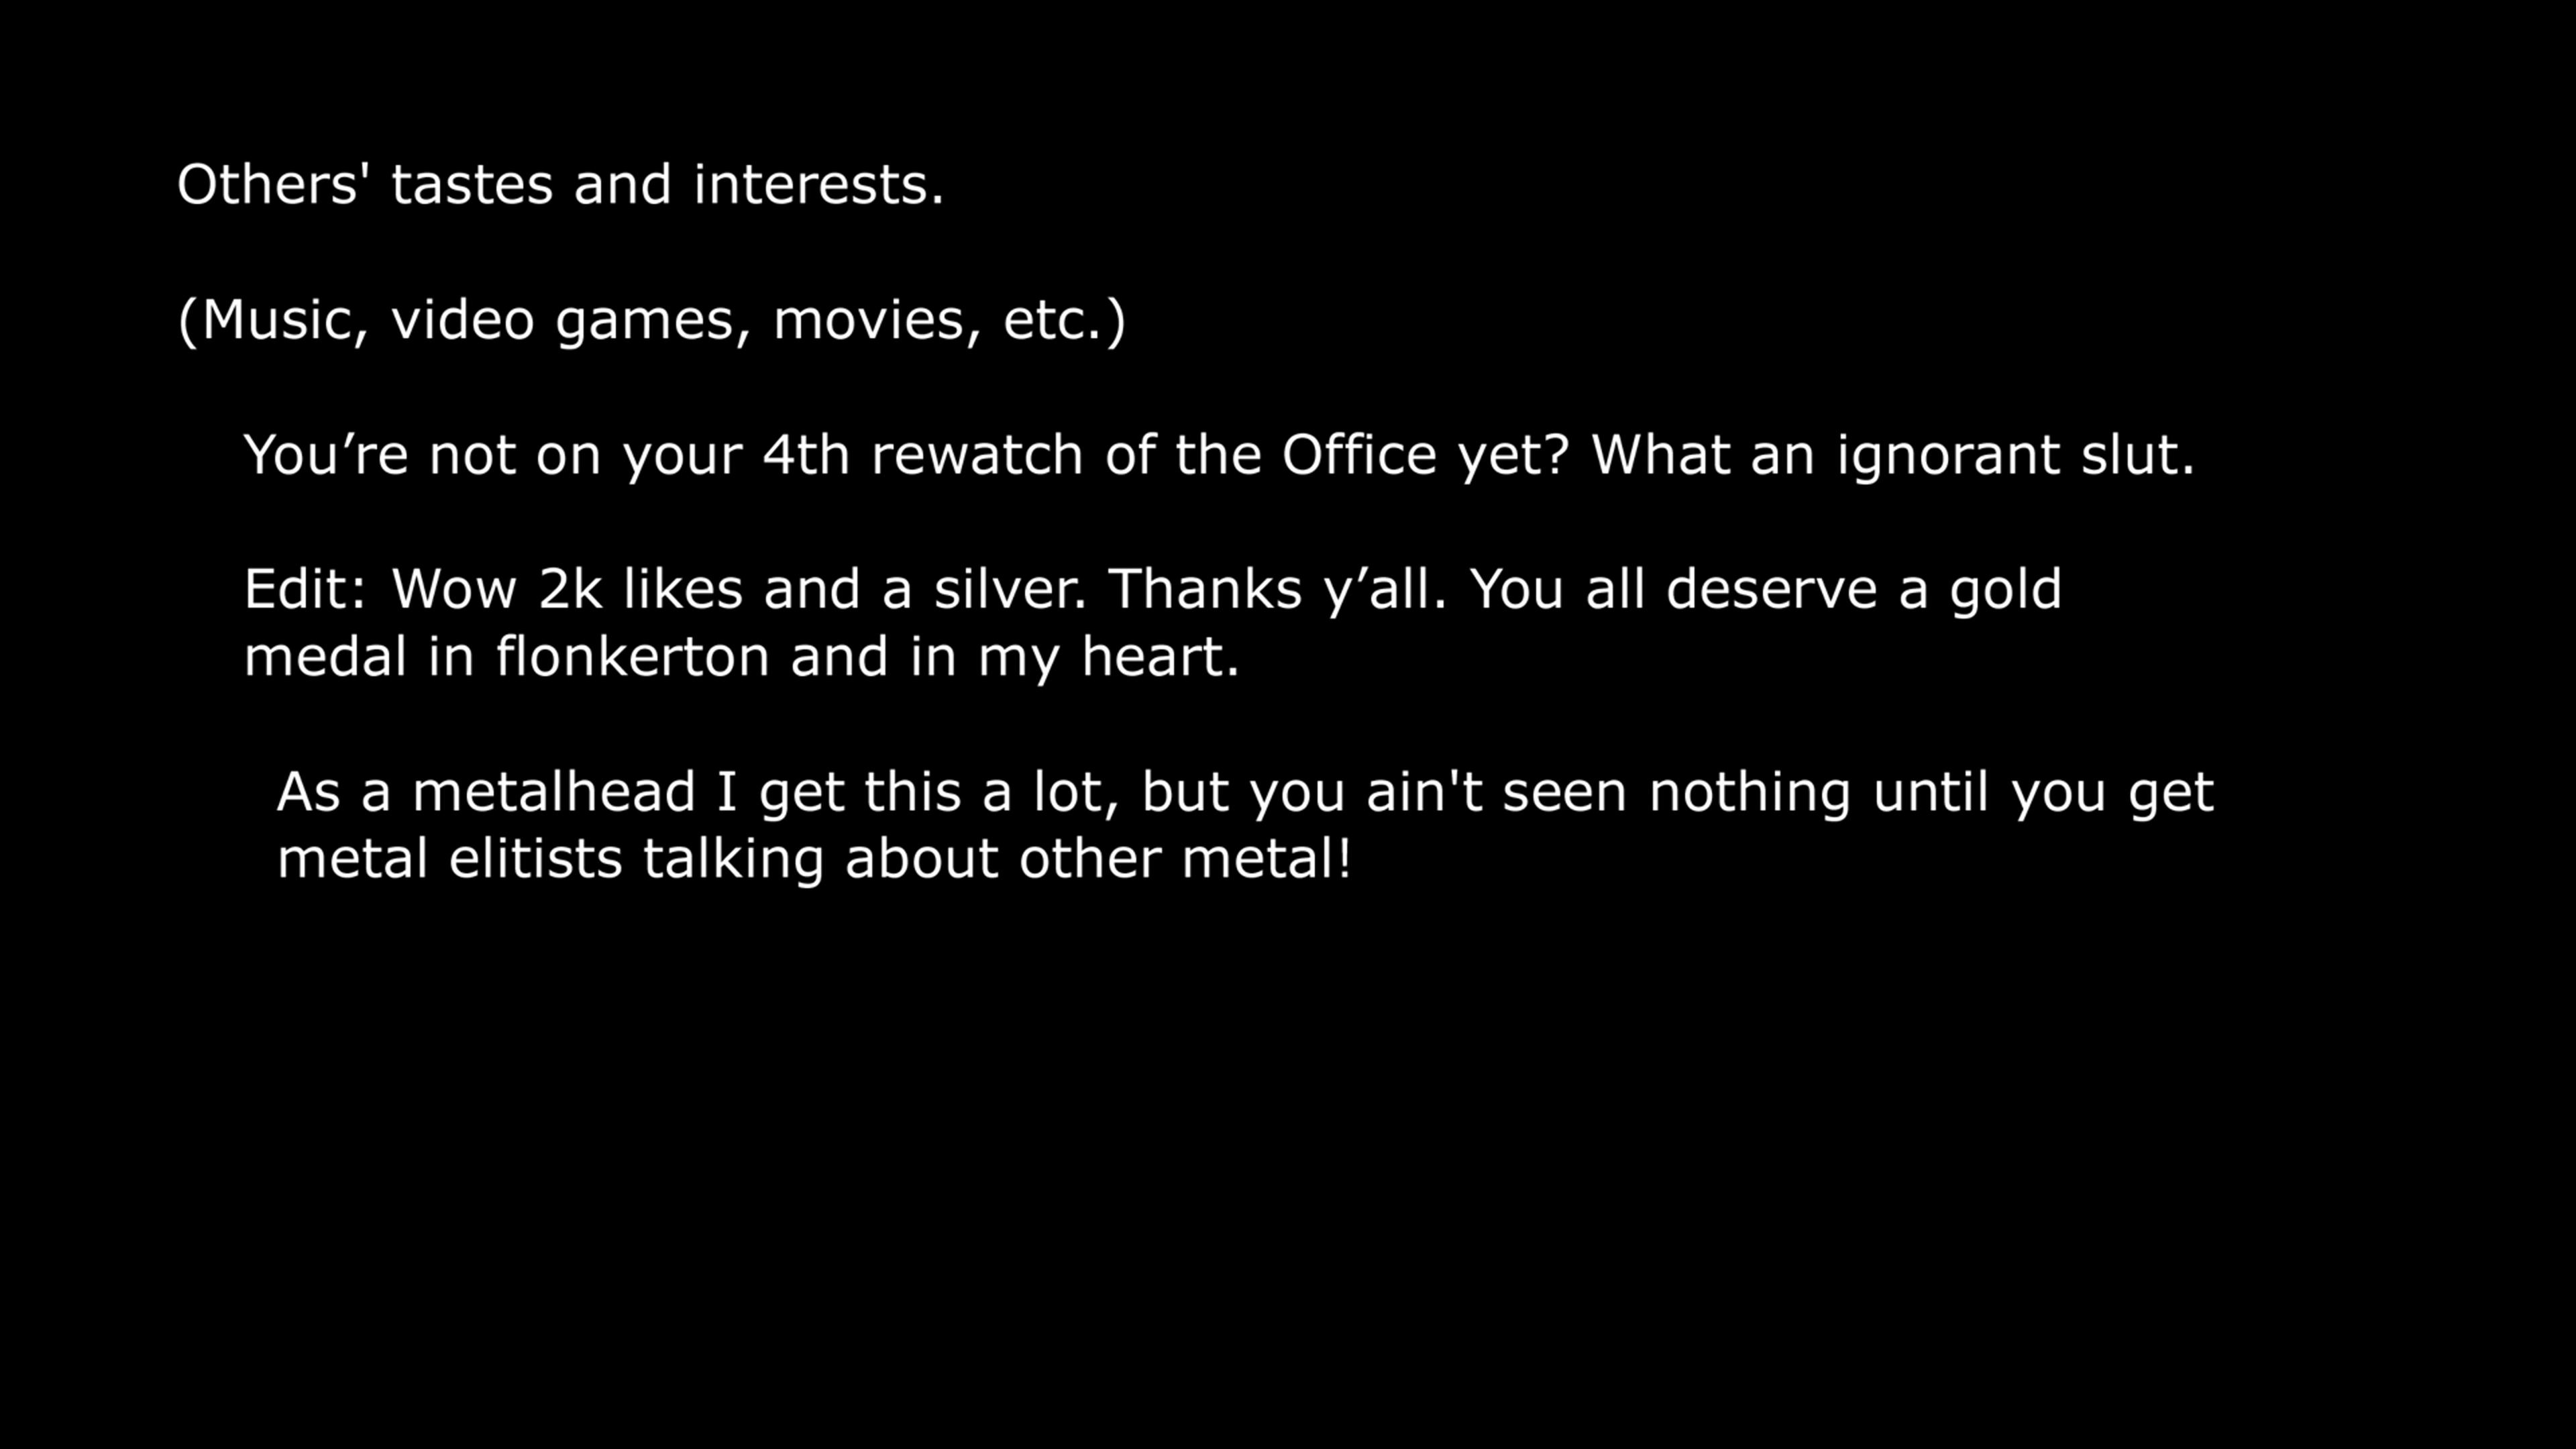 Others' tastes and interests.
(Music, video games, movies, etc.)
You’re not on your 4th rewatch of the Office yet? What an ignorant slut.
Edit: Wow 2k likes and a silver. Thanks y’all. You all deserve a gold
medal in flonkerton and in my heart.
As a metalhead I get this a lot, but you ain't seen nothing until you get
metal elitists talking about other metal!